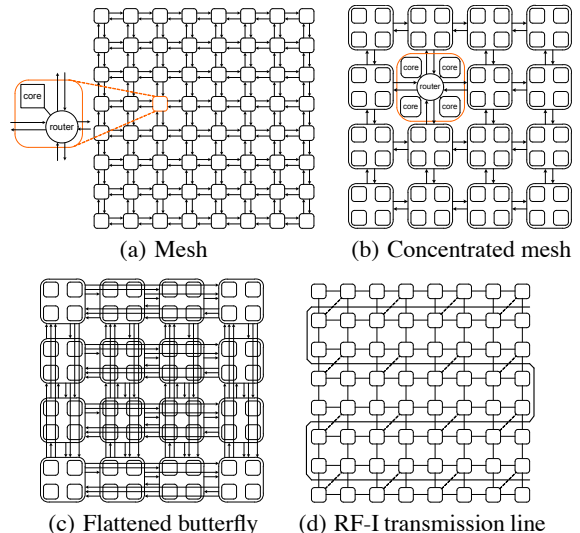 core
router
(a) Mesh
core
core
router
core
core
(b) Concentrated mesh
(c) Flattened butterfly
(d) RF-I transmission line